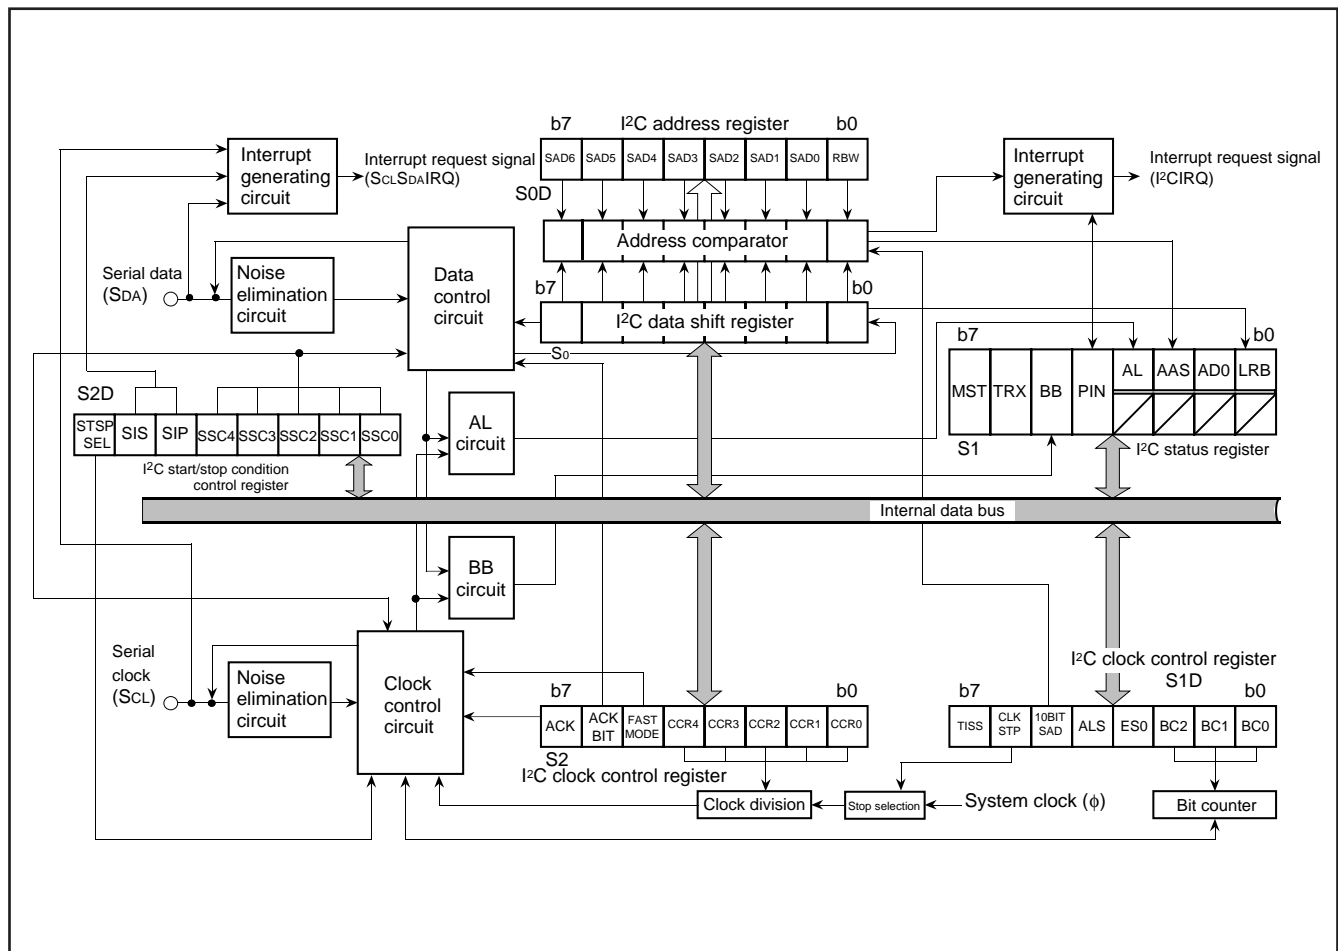 b7 I2C address register b0
SAD6 SAD5 SAD4 SAD3 SAD2 SAD1 SAD0 RBW
S0D
Interrupt
generating
circuit
Interrupt request signal
(SCLSDAIRQ)
Interrupt
generating
circuit
Interrupt request signal
(I2CIRQ)
Address comparator
Serial data
(SDA)
Noise
elimination
circuit
Data
control
circuit
b7 b0
I2C data shift register
S0
b7 b0
MST TRX BB PIN AL AAS AD0 LRB
S1
I2C status register
S2D
STSP
SEL
SIS SIP SSC4 SSC3 SSC2 SSC1 SSC0
I2C start/stop condition
control register
AL
circuit
Internal data bus
BB
circuit
Serial
clock
(SCL)
Noise
elimination
circuit
Clock
control
circuit
b7 b0
ACK
ACK
BIT
FAST
MODE
CCR4 CCR3 CCR2 CCR1 CCR0
S2
I2C clock control register
I2C clock control register
S1D
b7 b0
TISS
CLK
STP
10BIT
SAD
ALS ES0 BC2 BC1 BC0
Clock division
Stop selection
System clock (ϕ)
Bit counter